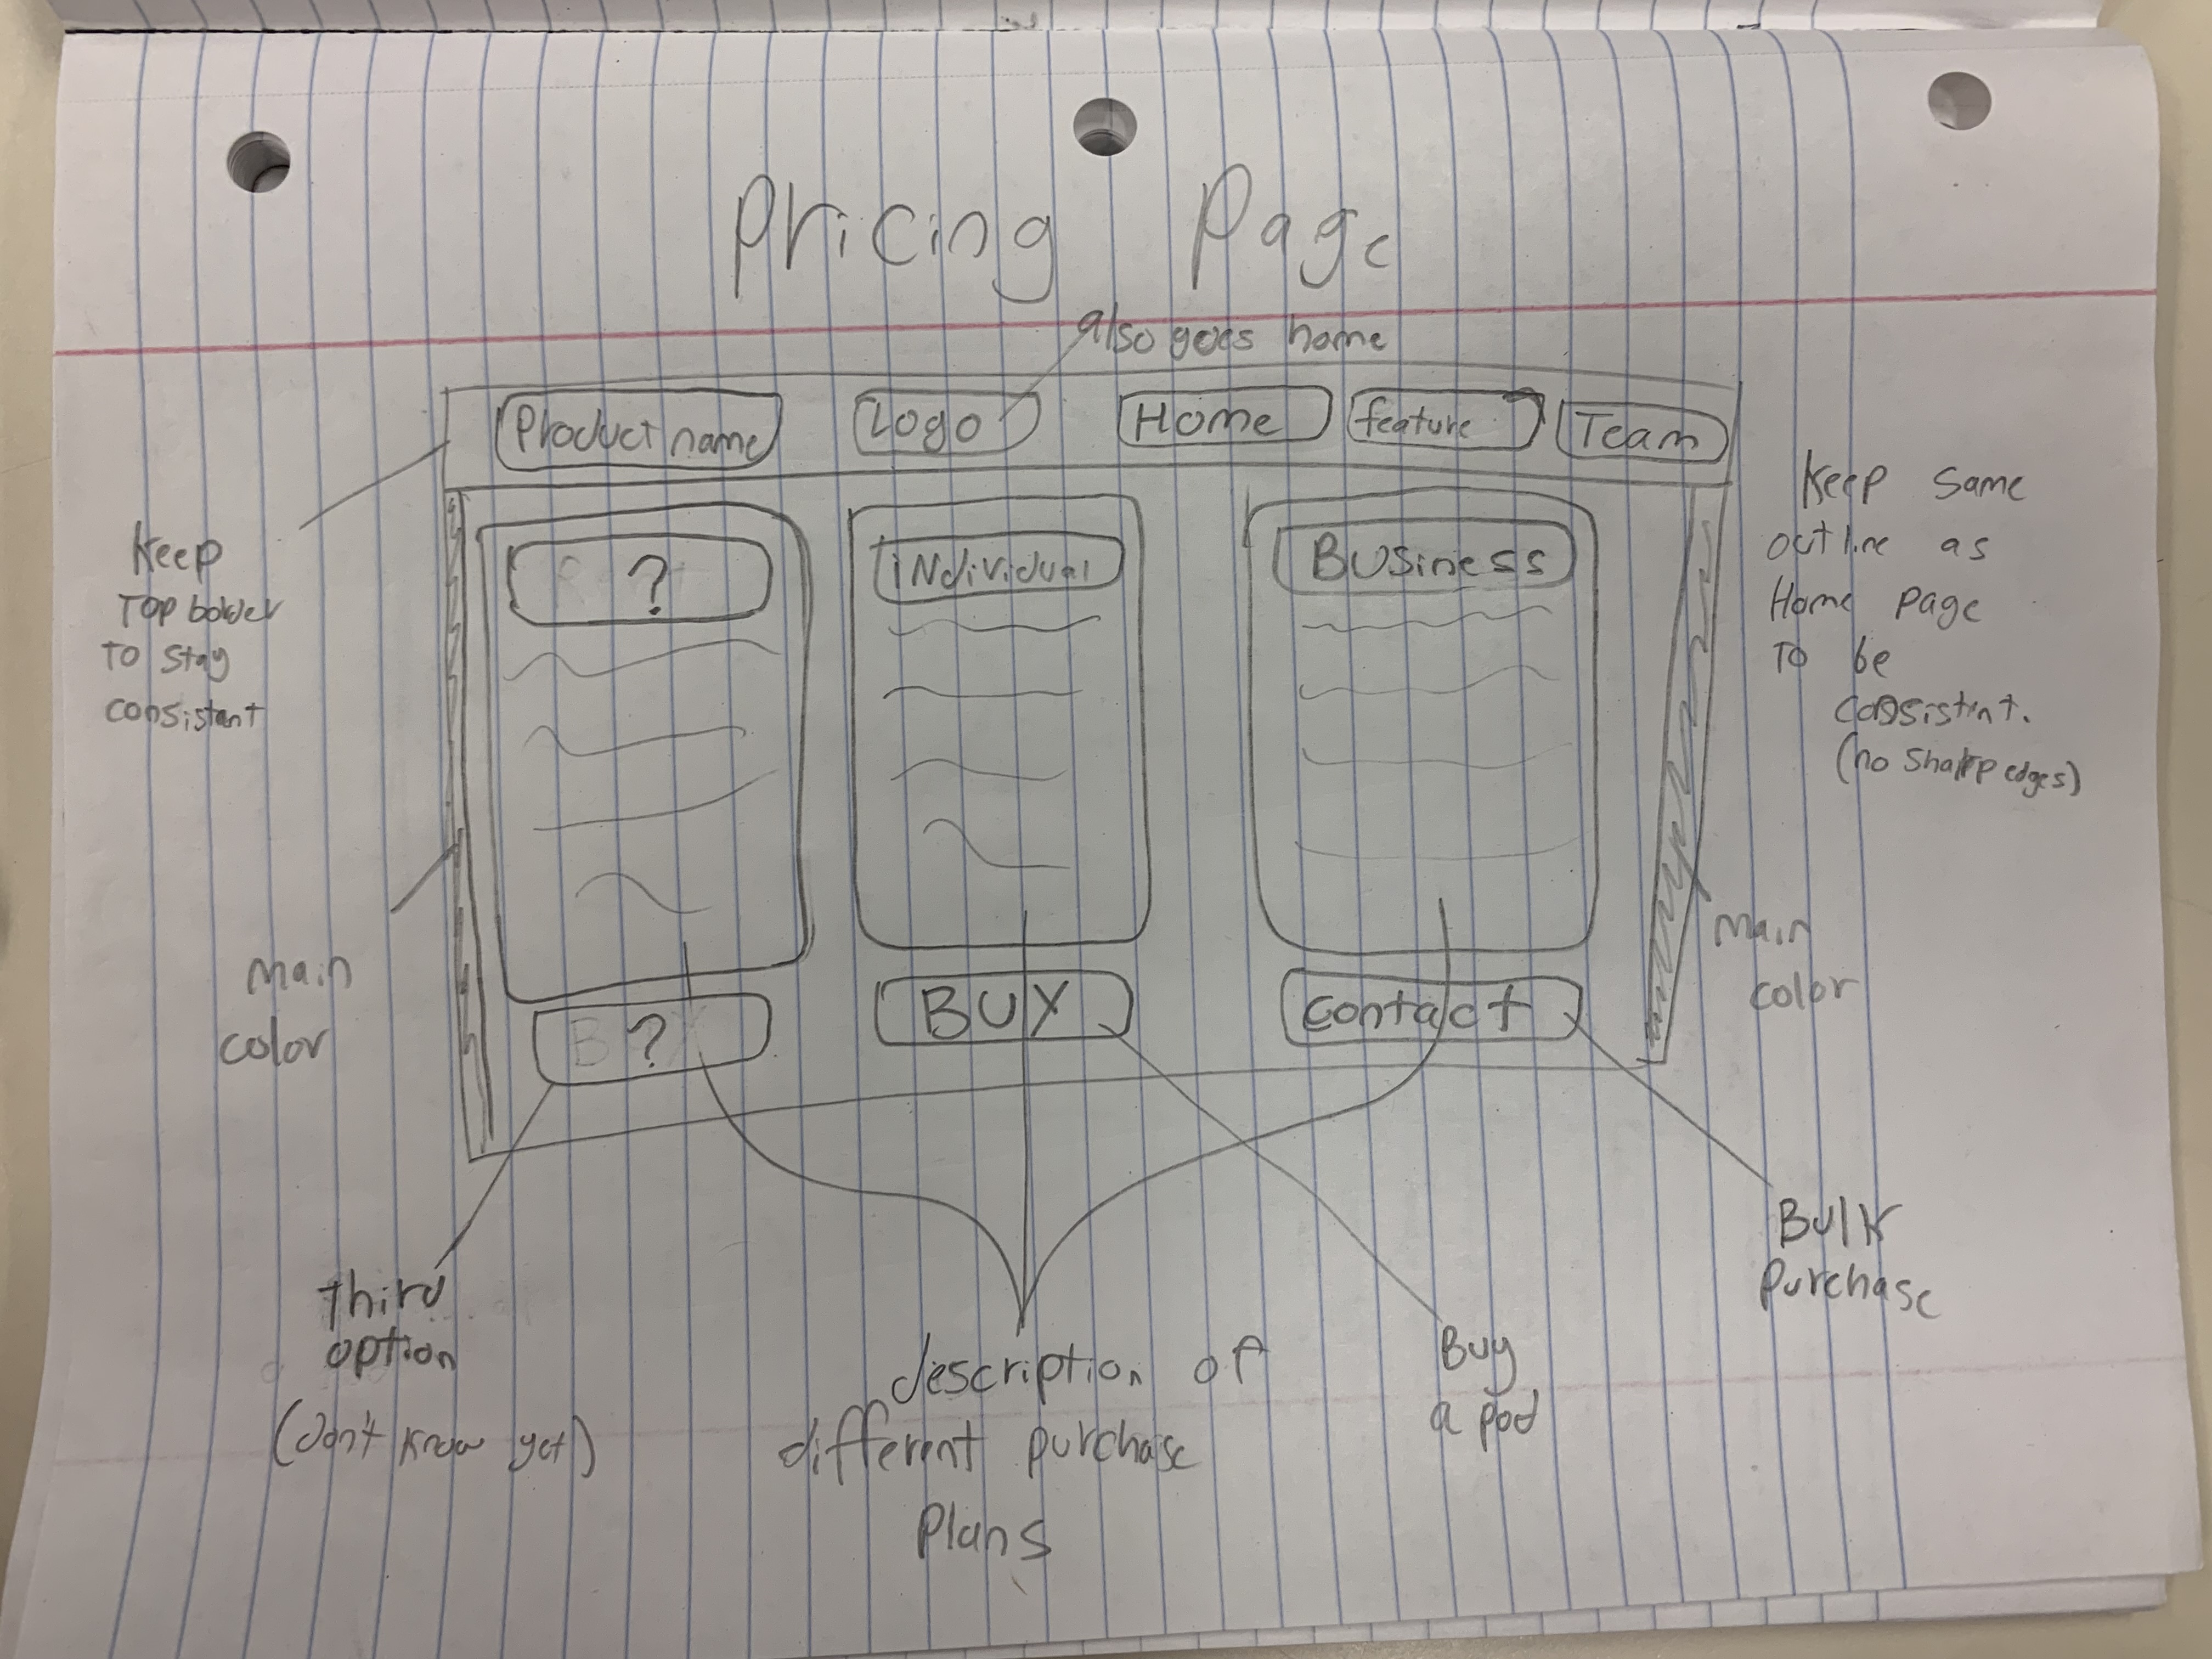 Pricing Page
also goes home
Product name
Logo
Home
feature
Team
Keep
Top border
To stay
consistant
Keep same
outline as
Home page
To be
consistent.
(no sharp edges)
?
individual
Business
main
color
main
color
?
BUY
contact
third
option
(don't know yet)
description of
different purchase
Plans
Buy
a pod
Bulk
purchase